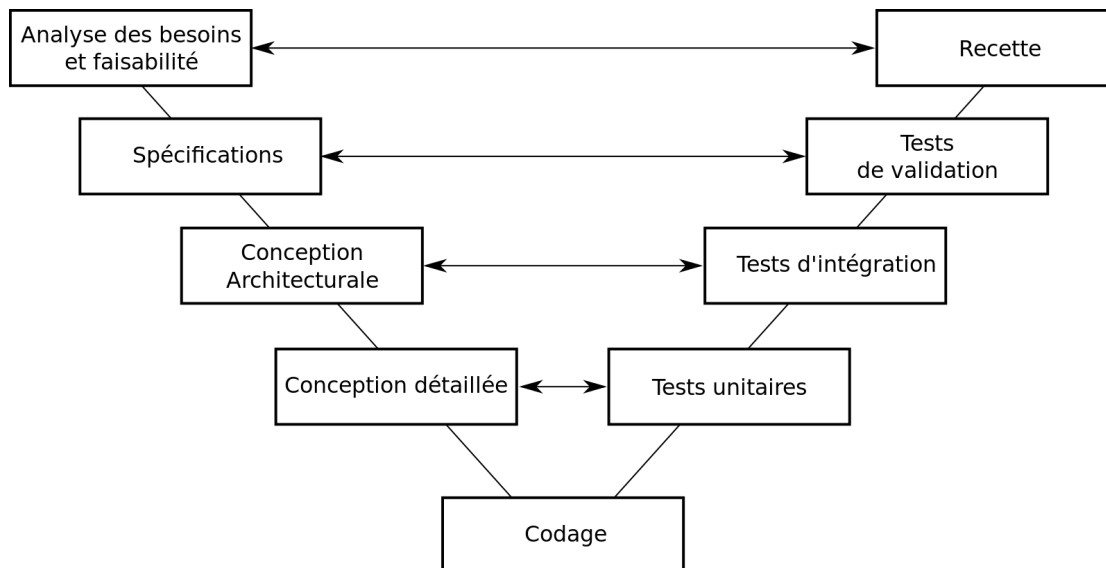 Analyse des besoins
et faisabilité
Recette
Spécifications
Tests
de validation
Conception
Architecturale
Tests d'intégration
Conception détaillée
Tests unitaires
Codage